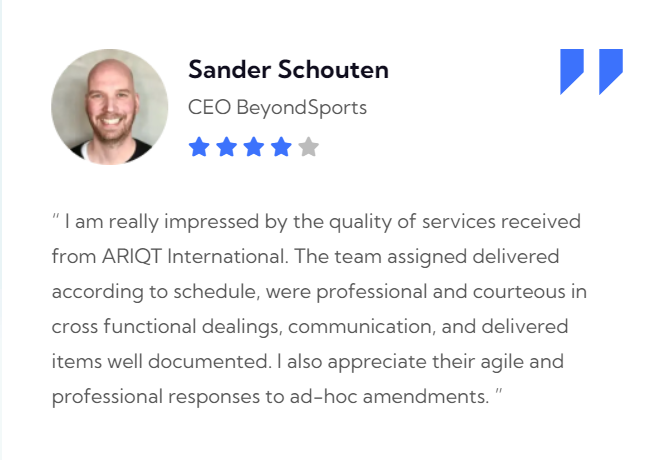 Sander Schouten
CEO BeyondSports
“ I am really impressed by the quality of services received
from ARIQT International. The team assigned delivered
according to schedule, were professional and courteous in
cross functional dealings, communication, and delivered
items well documented. I also appreciate their agile and
professional responses to ad-hoc amendments. ”